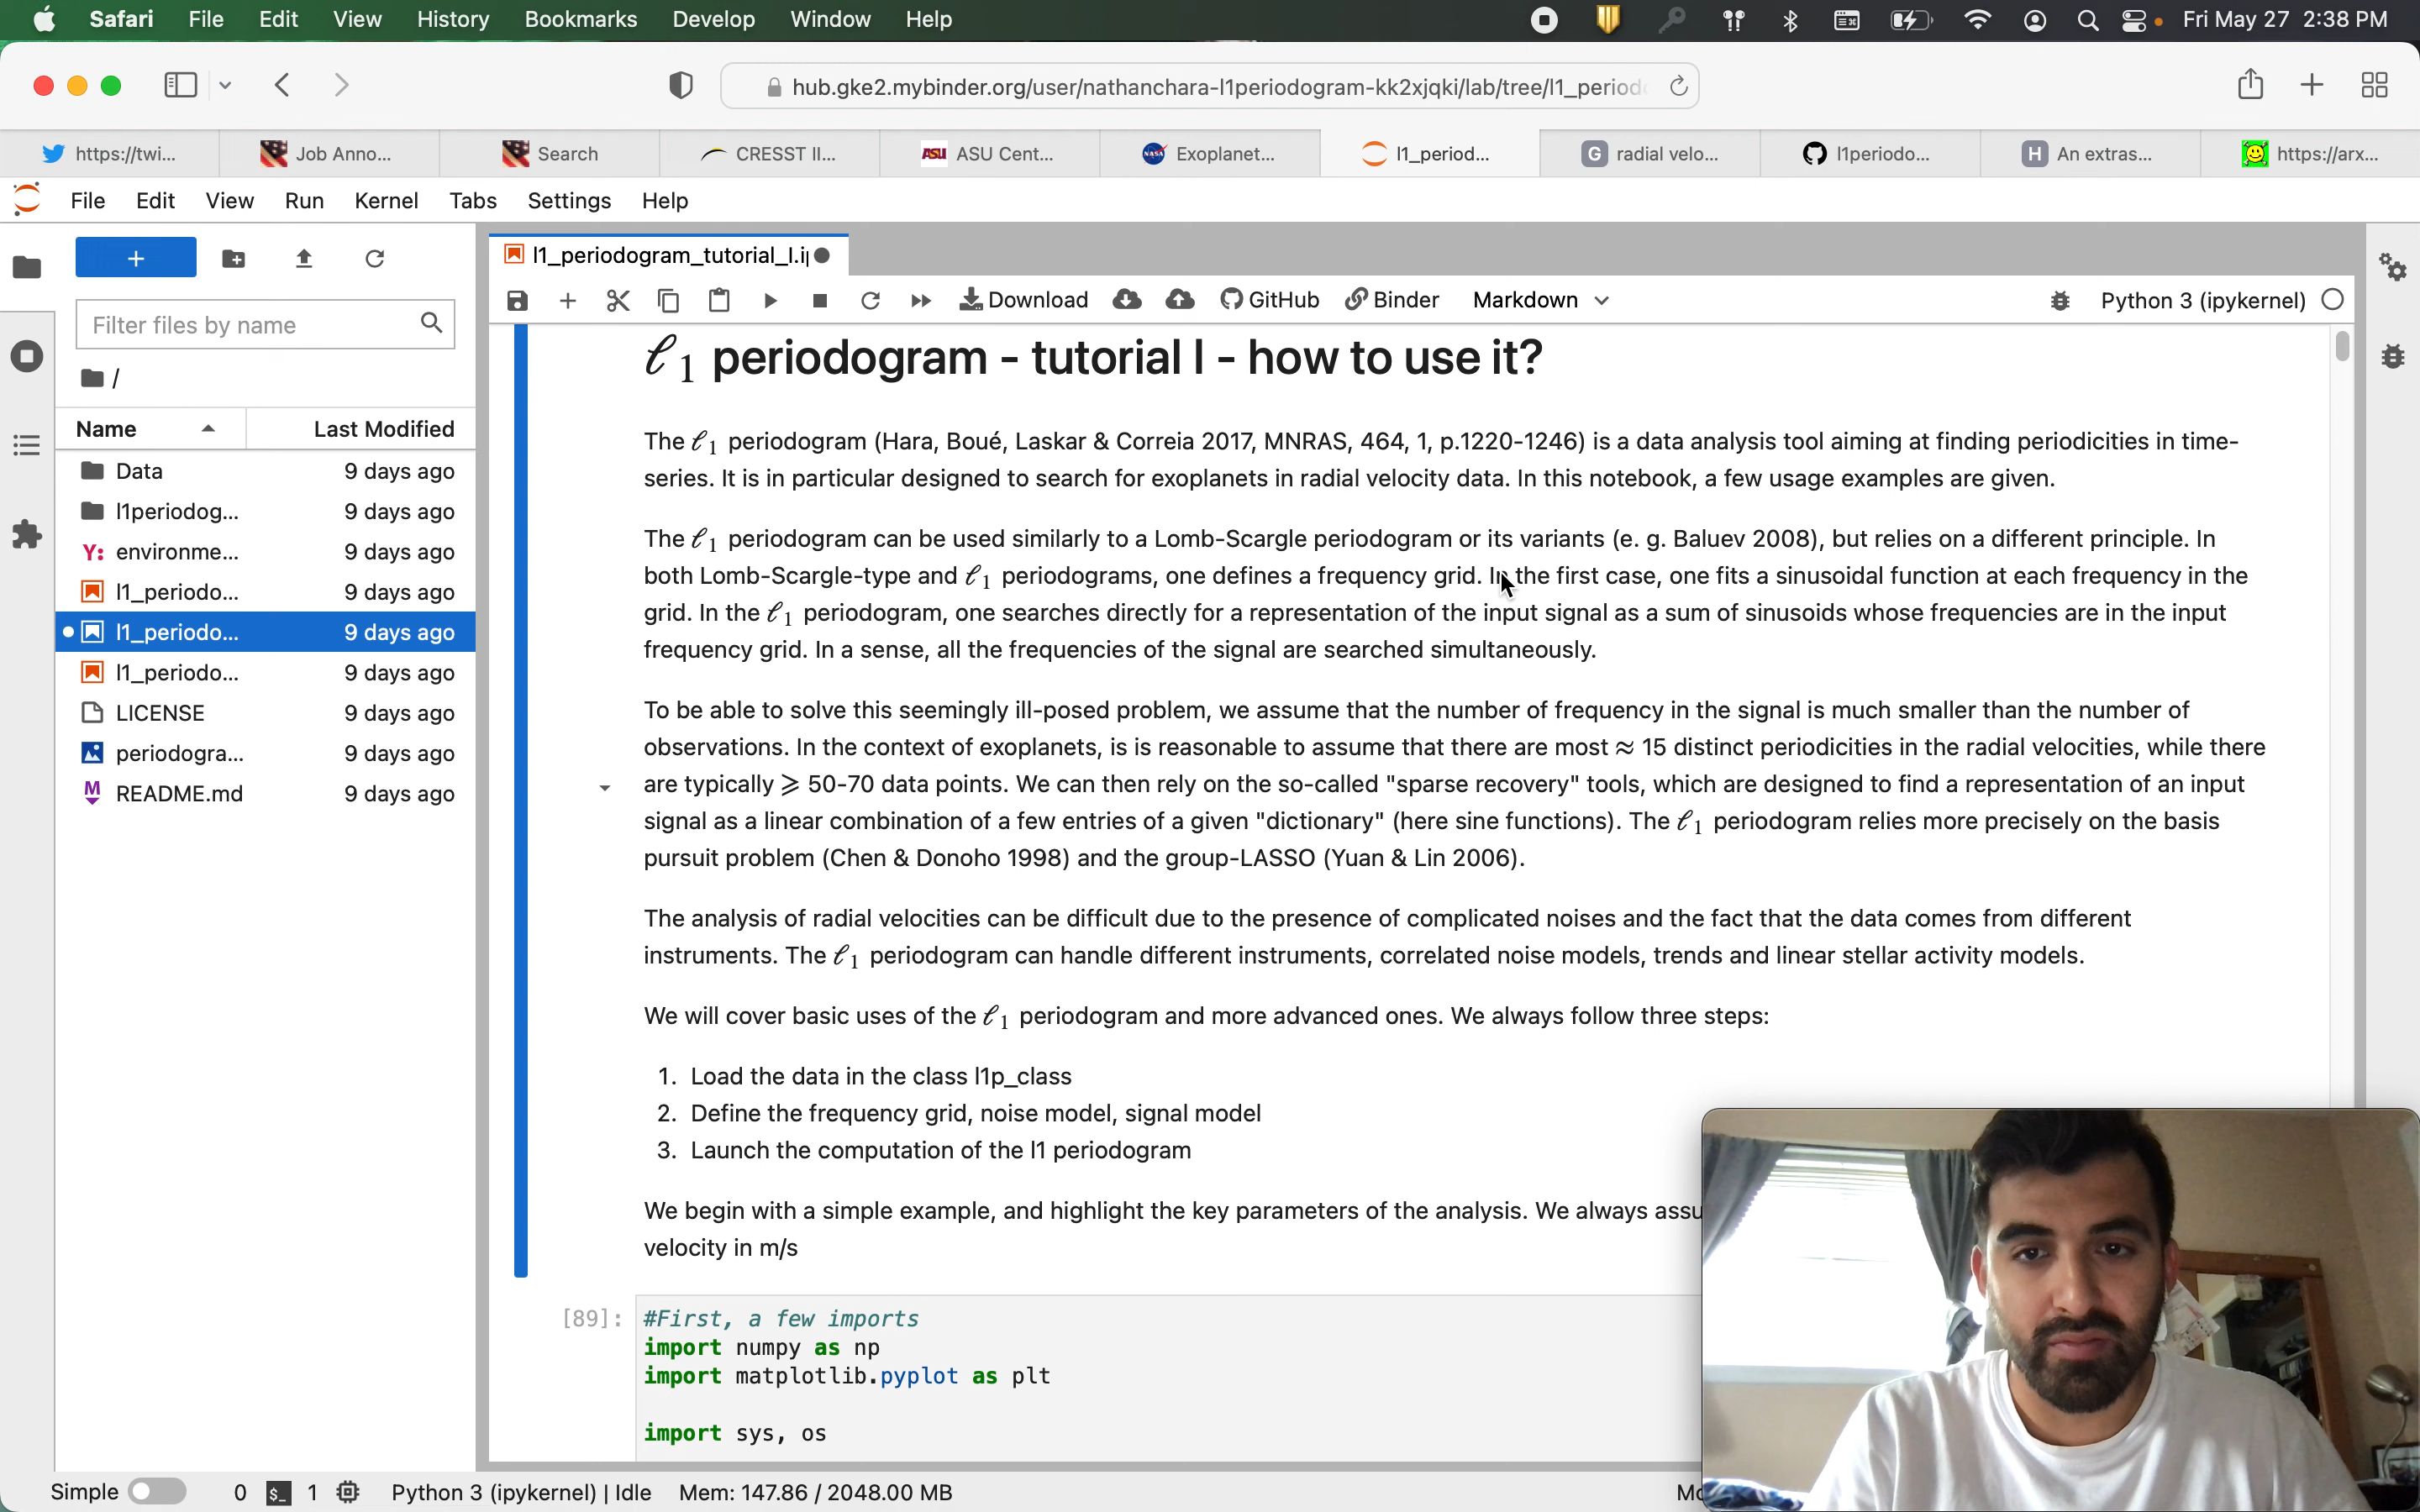 Safari File Edit View History Bookmarks Develop Window Help Fri May 27 2:38 PM
hub.gke2.mybinder.org/user/nathanchara-l1periodogram-kk2xjqki/lab/tree/l1_period
https://twi... Job Anno... Search CRESST II... ASU ASU Cent... NASA Exoplanet... l1_period... G radial velo... l1periodo... H An extras... https://arx...
File Edit View Run Kernel Tabs Settings Help
+
l1_periodogram_tutorial_I.i
Download GitHub Binder Markdown Python 3 (ipykernel)
Filter files by name
/
Name Last Modified
Data 9 days ago
l1periodog... 9 days ago
Y: environme... 9 days ago
l1_periodo... 9 days ago
l1_periodo... 9 days ago
l1_periodo... 9 days ago
LICENSE 9 days ago
periodogra... 9 days ago
M README.md 9 days ago
ℓ1 periodogram - tutorial I - how to use it?
The ℓ1 periodogram (Hara, Boué, Laskar & Correia 2017, MNRAS, 464, 1, p.1220-1246) is a data analysis tool aiming at finding periodicities in time-
series. It is in particular designed to search for exoplanets in radial velocity data. In this notebook, a few usage examples are given.
The ℓ1 periodogram can be used similarly to a Lomb-Scargle periodogram or its variants (e. g. Baluev 2008), but relies on a different principle. In
both Lomb-Scargle-type and ℓ1 periodograms, one defines a frequency grid. In the first case, one fits a sinusoidal function at each frequency in the
grid. In the ℓ1 periodogram, one searches directly for a representation of the input signal as a sum of sinusoids whose frequencies are in the input
frequency grid. In a sense, all the frequencies of the signal are searched simultaneously.
To be able to solve this seemingly ill-posed problem, we assume that the number of frequency in the signal is much smaller than the number of
observations. In the context of exoplanets, is is reasonable to assume that there are most ≈ 15 distinct periodicities in the radial velocities, while there
are typically ⩾ 50-70 data points. We can then rely on the so-called "sparse recovery" tools, which are designed to find a representation of an input
signal as a linear combination of a few entries of a given "dictionary" (here sine functions). The ℓ1 periodogram relies more precisely on the basis
pursuit problem (Chen & Donoho 1998) and the group-LASSO (Yuan & Lin 2006).
The analysis of radial velocities can be difficult due to the presence of complicated noises and the fact that the data comes from different
instruments. The ℓ1 periodogram can handle different instruments, correlated noise models, trends and linear stellar activity models.
We will cover basic uses of the ℓ1 periodogram and more advanced ones. We always follow three steps:
1. Load the data in the class l1p_class
2. Define the frequency grid, noise model, signal model
3. Launch the computation of the l1 periodogram
We begin with a simple example, and highlight the key parameters of the analysis. We always assu
velocity in m/s
[89]: #First, a few imports
import numpy as np
import matplotlib.pyplot as plt
import sys, os
Simple 0 $_ 1 Python 3 (ipykernel) | Idle Mem: 147.86 / 2048.00 MB Mo